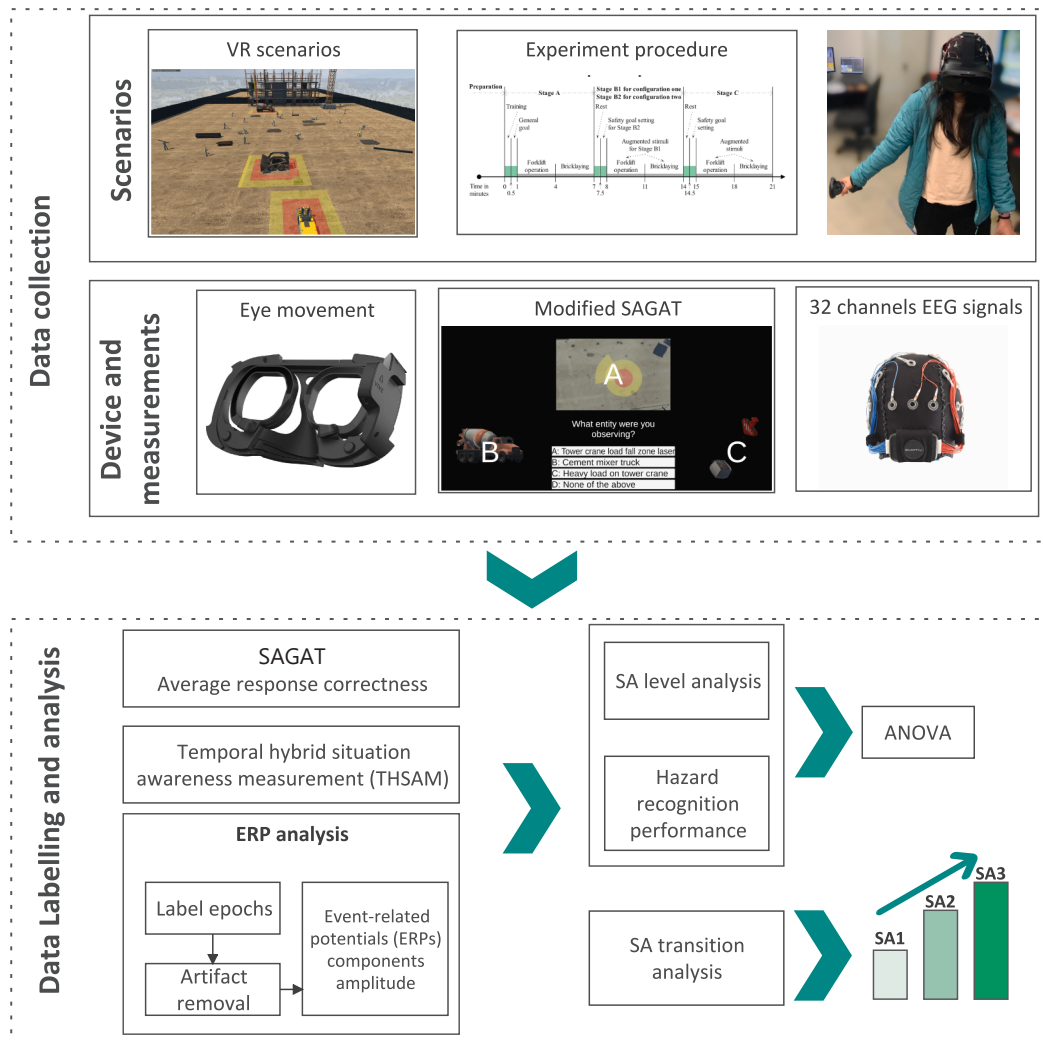 Data collection
Scenarios
VR scenarios
Experiment procedure
Preparation
Stage A
Stage B1 for configuration one
Stage B2 for configuration two
Stage C
Training
General
goal
Rest
Safety goal setting
for Stage B2
Rest
Safety goal
setting
Augmented stimuli
for Stage B1
Augmented
stimuli
Forklift
operation
Bricklaying
Forklift
operation
Bricklaying
Forklift
operation
Bricklaying
Time in
minutes
0
0.5
1
4
7
7.5
8
11
14
14.5
15
18
21
Device and
measurements
Eye movement
Modified SAGAT
A
B
C
What entity were you
observing?
A: Tower crane load fall zone laser
B: Cement mixer truck
C: Heavy load on tower crane
D: None of the above
32 channels EEG signals
Data Labelling and analysis
SAGAT
Average response correctness
Temporal hybrid situation
awareness measurement (THSAM)
ERP analysis
Label epochs
Artifact
removal
Event-related
potentials (ERPs)
components
amplitude
SA level analysis
Hazard
recognition
performance
ANOVA
SA transition
analysis
SA1
SA2
SA3